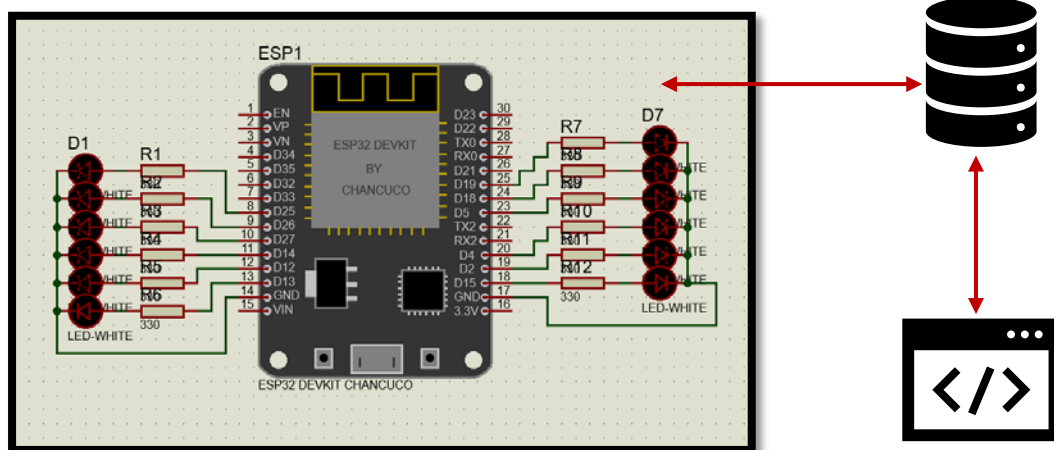 ESP1
D1
R1
330
R2
R3
R4
R5
R6
330
WHITE
WHITE
WHITE
WHITE
LED-WHITE
1 EN
2 VP
3 VN
4 D34
5 D35
6 D32
7 D33
8 D25
9 D26
10 D27
11 D14
12 D12
13 D13
14 GND
15 VIN
ESP32 DEVKIT
BY
CHANCUCO
D23 30
D22 29
TX0 28
RX0 27
D21 26
D19 25
D18 24
D5 23
TX2 22
RX2 21
D4 20
D2 19
D15 18
GND 17
3.3V 16
R7
R8
R9
R10
R11
R12
330
D7
LED-WHITE
ESP32 DEVKIT CHANCUCO
</>